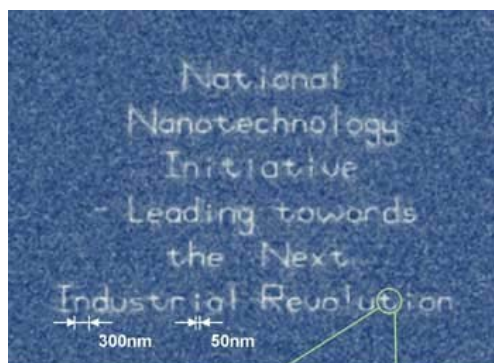 National
Nanotechnology
Initiative
- Leading towards
the Next
Industrial Revolution
300nm 50nm